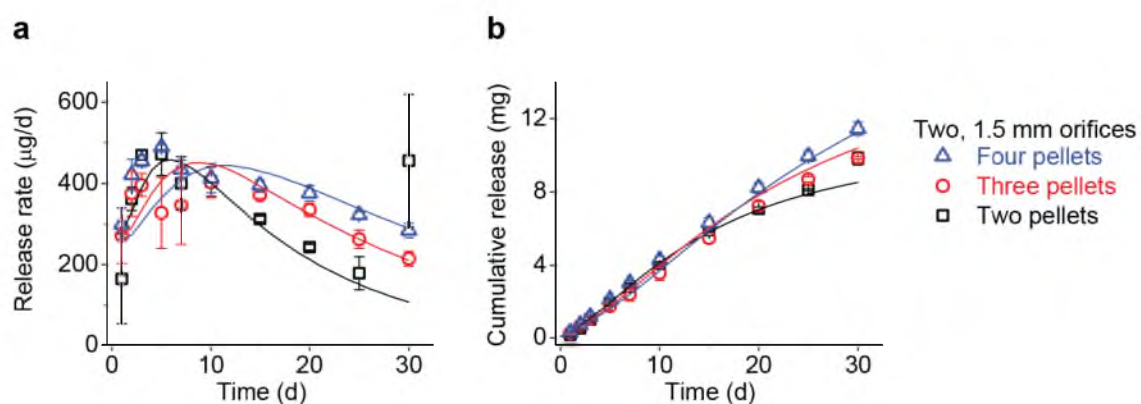 a
b
Release rate (µg/d)
600
400
200
0
0 10 20 30
Time (d)
Cumulative release (mg)
12
8
4
0
0 10 20 30
Time (d)
Two, 1.5 mm orifices
Four pellets
Three pellets
Two pellets